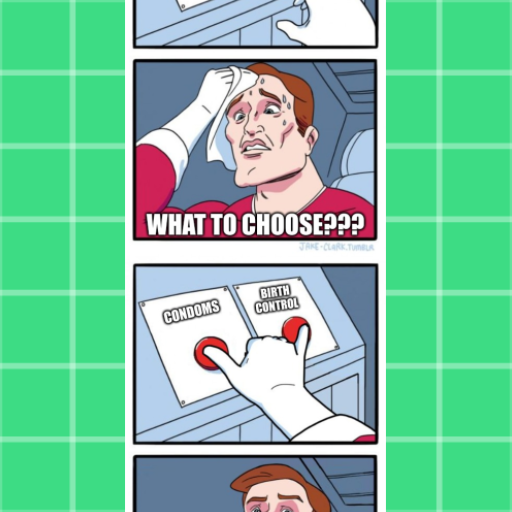 WHAT TO CHOOSE???
JAKE-CLARK.TUMBLR
CONDOMS
BIRTH
CONTROL